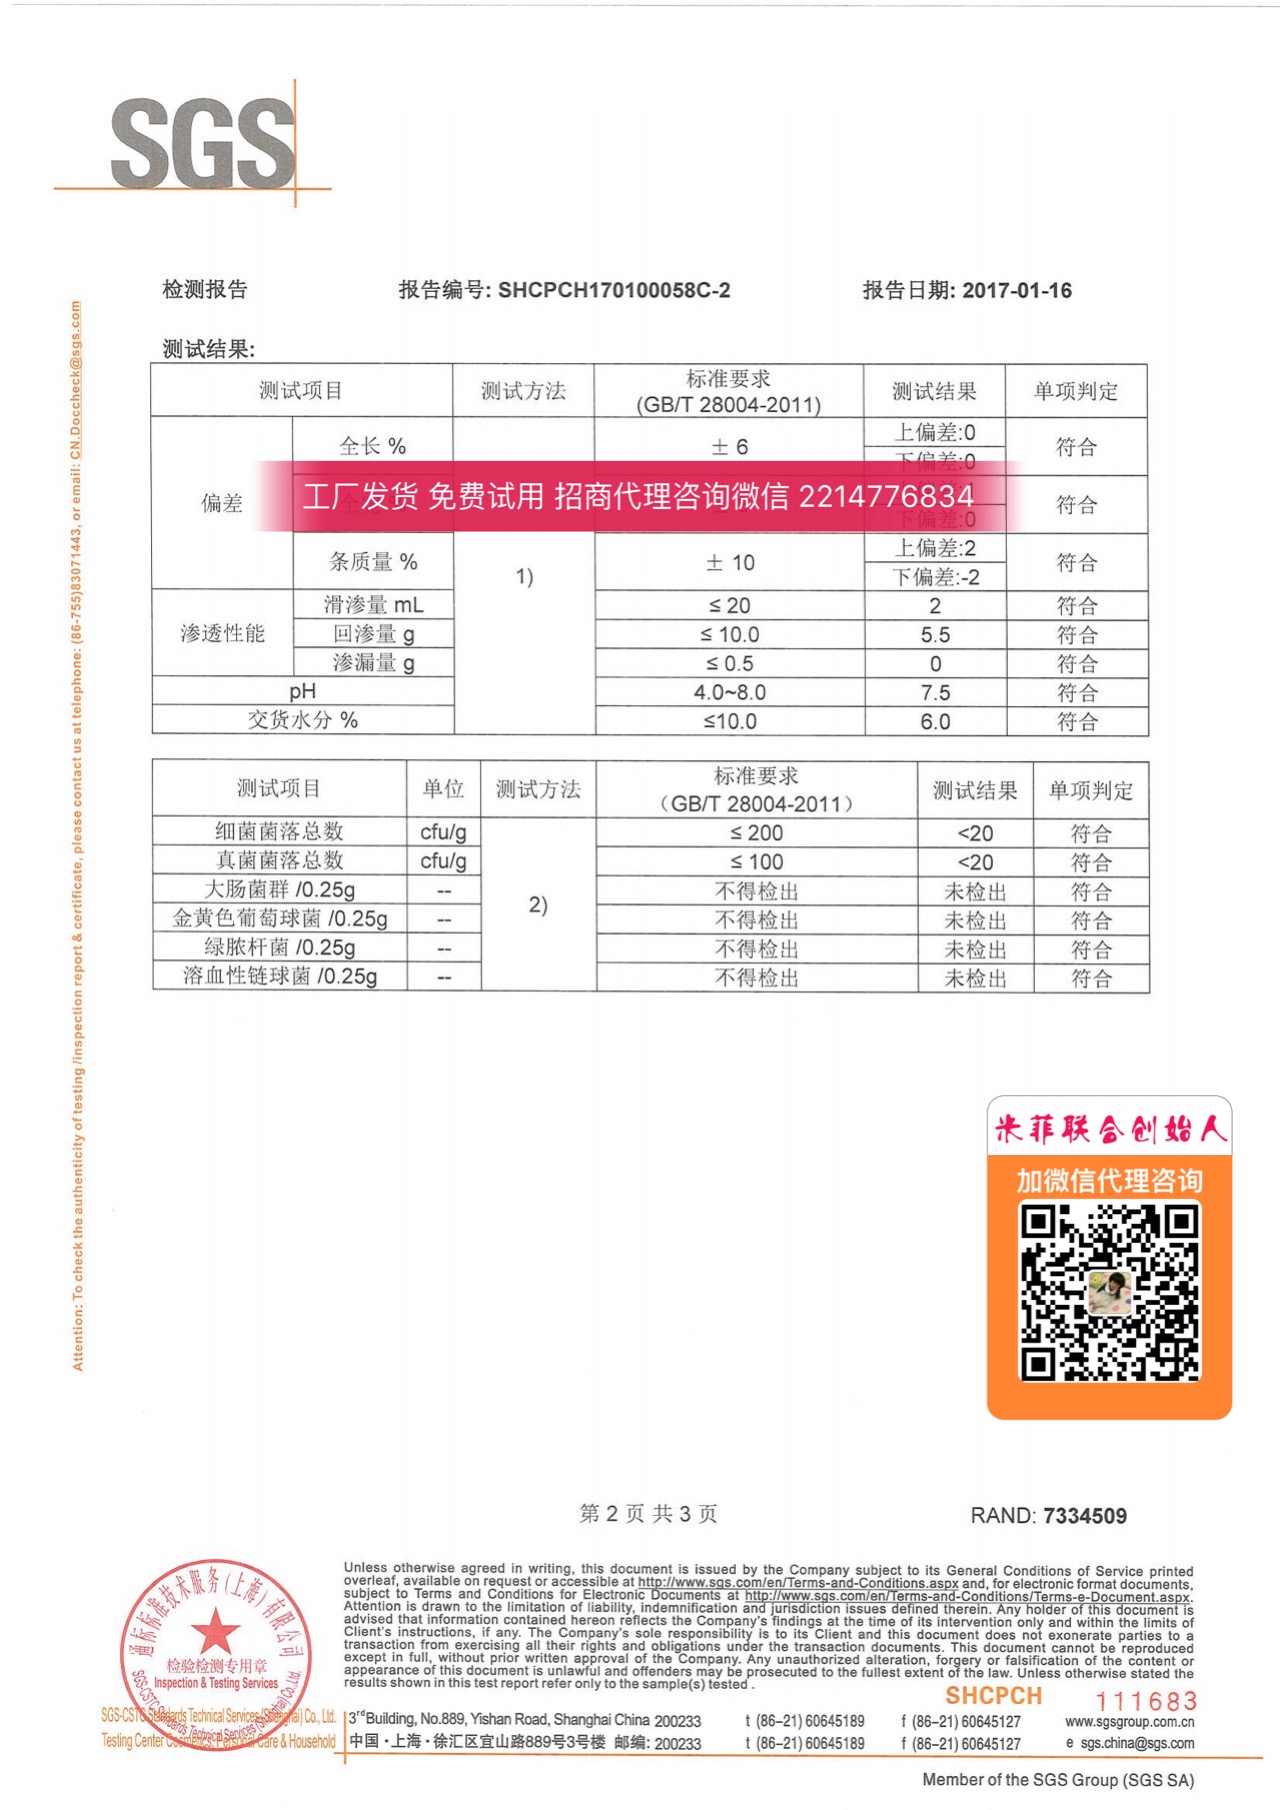 SGS
检测报告 报告编号: SHCPCH170100058C-2 报告日期: 2017-01-16
测试结果:
测试项目 测试方法 标准要求 (GB/T 28004-2011) 测试结果 单项判定
偏差 全长 % 1) ± 6 上偏差:0 符合
下偏差:0
工厂发货 免费试用 招商代理咨询微信 2214776834
下偏差:0 符合
条质量 % ± 10 上偏差:2 符合
下偏差:-2
渗透性能 滑渗量 mL ≤ 20 2 符合
回渗量 g ≤ 10.0 5.5 符合
渗漏量 g ≤ 0.5 0 符合
pH 4.0~8.0 7.5 符合
交货水分 % ≤10.0 6.0 符合
测试项目 单位 测试方法 标准要求 (GB/T 28004-2011) 测试结果 单项判定
细菌菌落总数 cfu/g 2) ≤ 200 <20 符合
真菌菌落总数 cfu/g ≤ 100 <20 符合
大肠菌群 /0.25g -- 不得检出 未检出 符合
金黄色葡萄球菌 /0.25g -- 不得检出 未检出 符合
绿脓杆菌 /0.25g -- 不得检出 未检出 符合
溶血性链球菌 /0.25g -- 不得检出 未检出 符合
Attention: To check the authenticity of testing /inspection report & certificate, please contact us at telephone: (86-755)83071443, or email: CN.Doccheck@sgs.com
米菲联合创始人
加微信代理咨询
第 2 页 共 3 页
RAND: 7334509
Unless otherwise agreed in writing, this document is issued by the Company subject to its General Conditions of Service printed
overleaf, available on request or accessible at http://www.sgs.com/en/Terms-and-Conditions.aspx and, for electronic format documents,
subject to Terms and Conditions for Electronic Documents at http://www.sgs.com/en/Terms-and-Conditions/Terms-e-Document.aspx.
Attention is drawn to the limitation of liability, indemnification and jurisdiction issues defined therein. Any holder of this document is
advised that information contained hereon reflects the Company's findings at the time of its intervention only and within the limits of
Client's instructions, if any. The Company's sole responsibility is to its Client and this document does not exonerate parties to a
transaction from exercising all their rights and obligations under the transaction documents. This document cannot be reproduced
except in full, without prior written approval of the Company. Any unauthorized alteration, forgery or falsification of the content or
appearance of this document is unlawful and offenders may be prosecuted to the fullest extent of the law. Unless otherwise stated the
results shown in this test report refer only to the sample(s) tested .
SHCPCH 111683
通标标准技术服务(上海)有限公司
检验检测专用章
Inspection & Testing Services
SGS-CSTC Standards Technical Services (Shanghai) Co., Ltd.
SGS-CSTC Standards Technical Services (Shanghai) Co., Ltd.
Testing Center Cosmetics, Personal Care & Household
3rd Building, No.889, Yishan Road, Shanghai China 200233 t (86-21) 60645189 f (86-21) 60645127 www.sgsgroup.com.cn
中国・上海・徐汇区宜山路889号3号楼 邮编: 200233 t (86-21) 60645189 f (86-21) 60645127 e sgs.china@sgs.com
Member of the SGS Group (SGS SA)